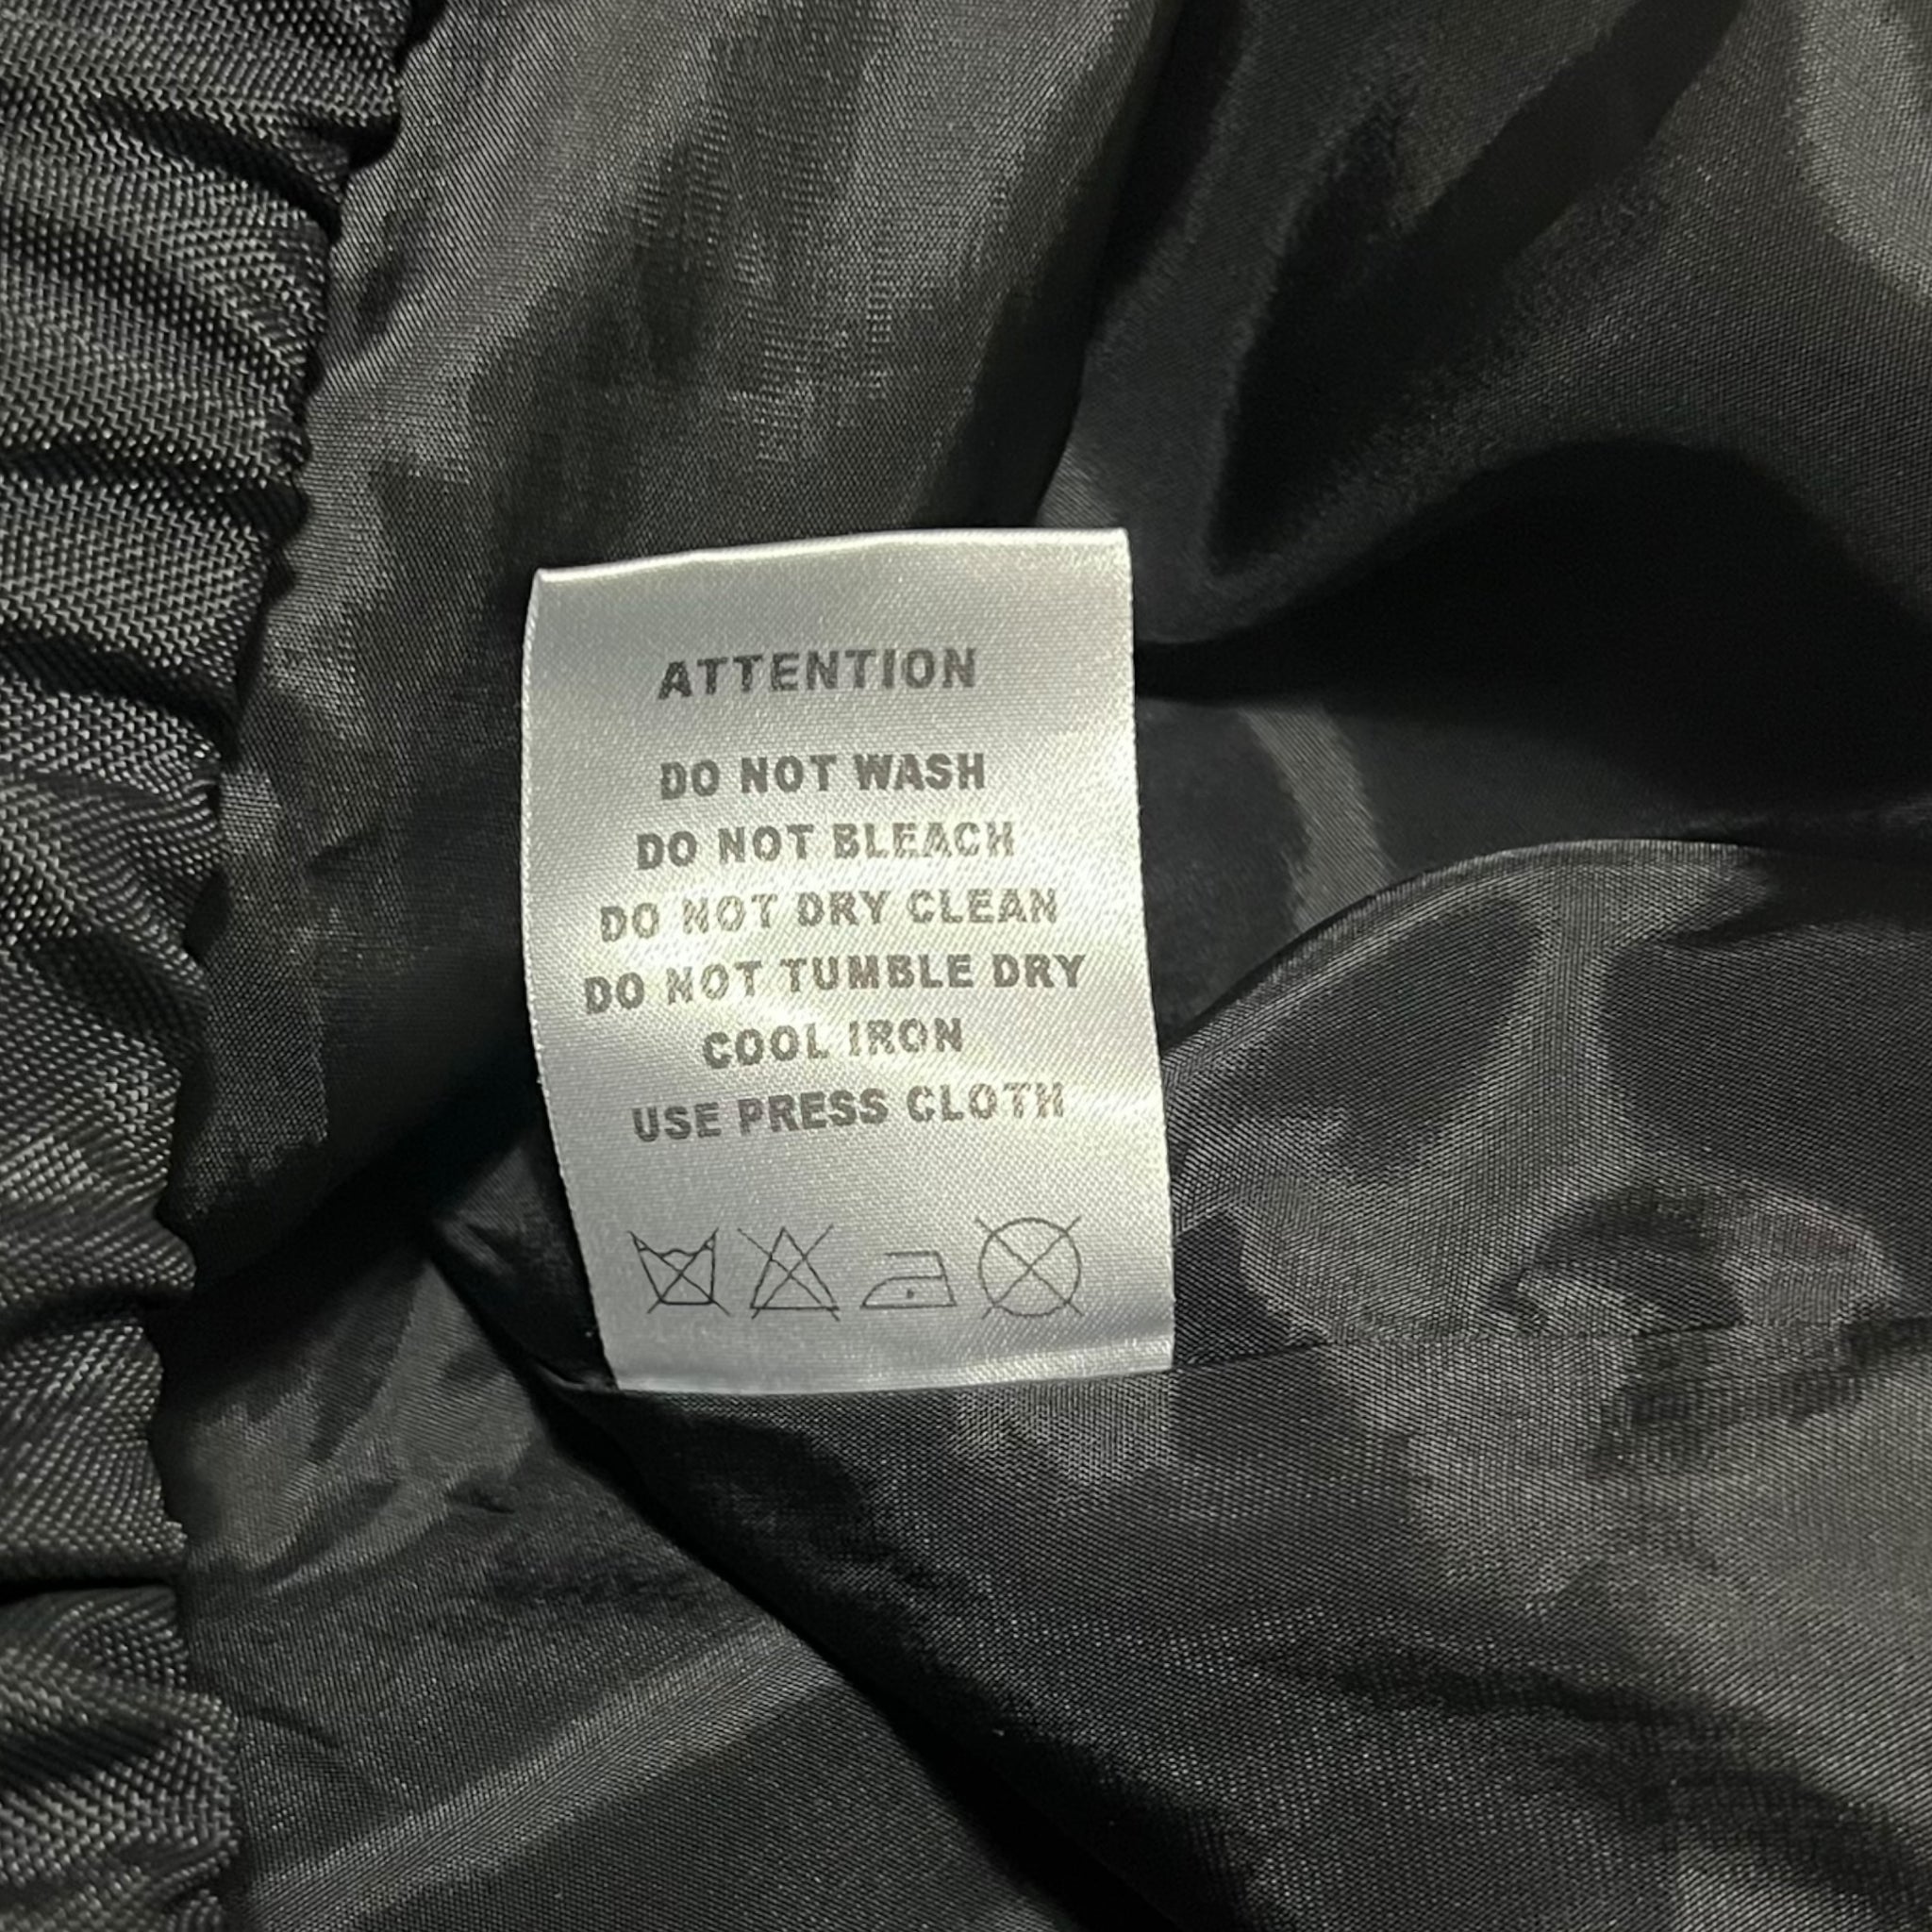 ATTENTION
DO NOT WASH
DO NOT BLEACH
DO NOT DRY CLEAN
DO NOT TUMBLE DRY
COOL IRON
USE PRESS CLOTH